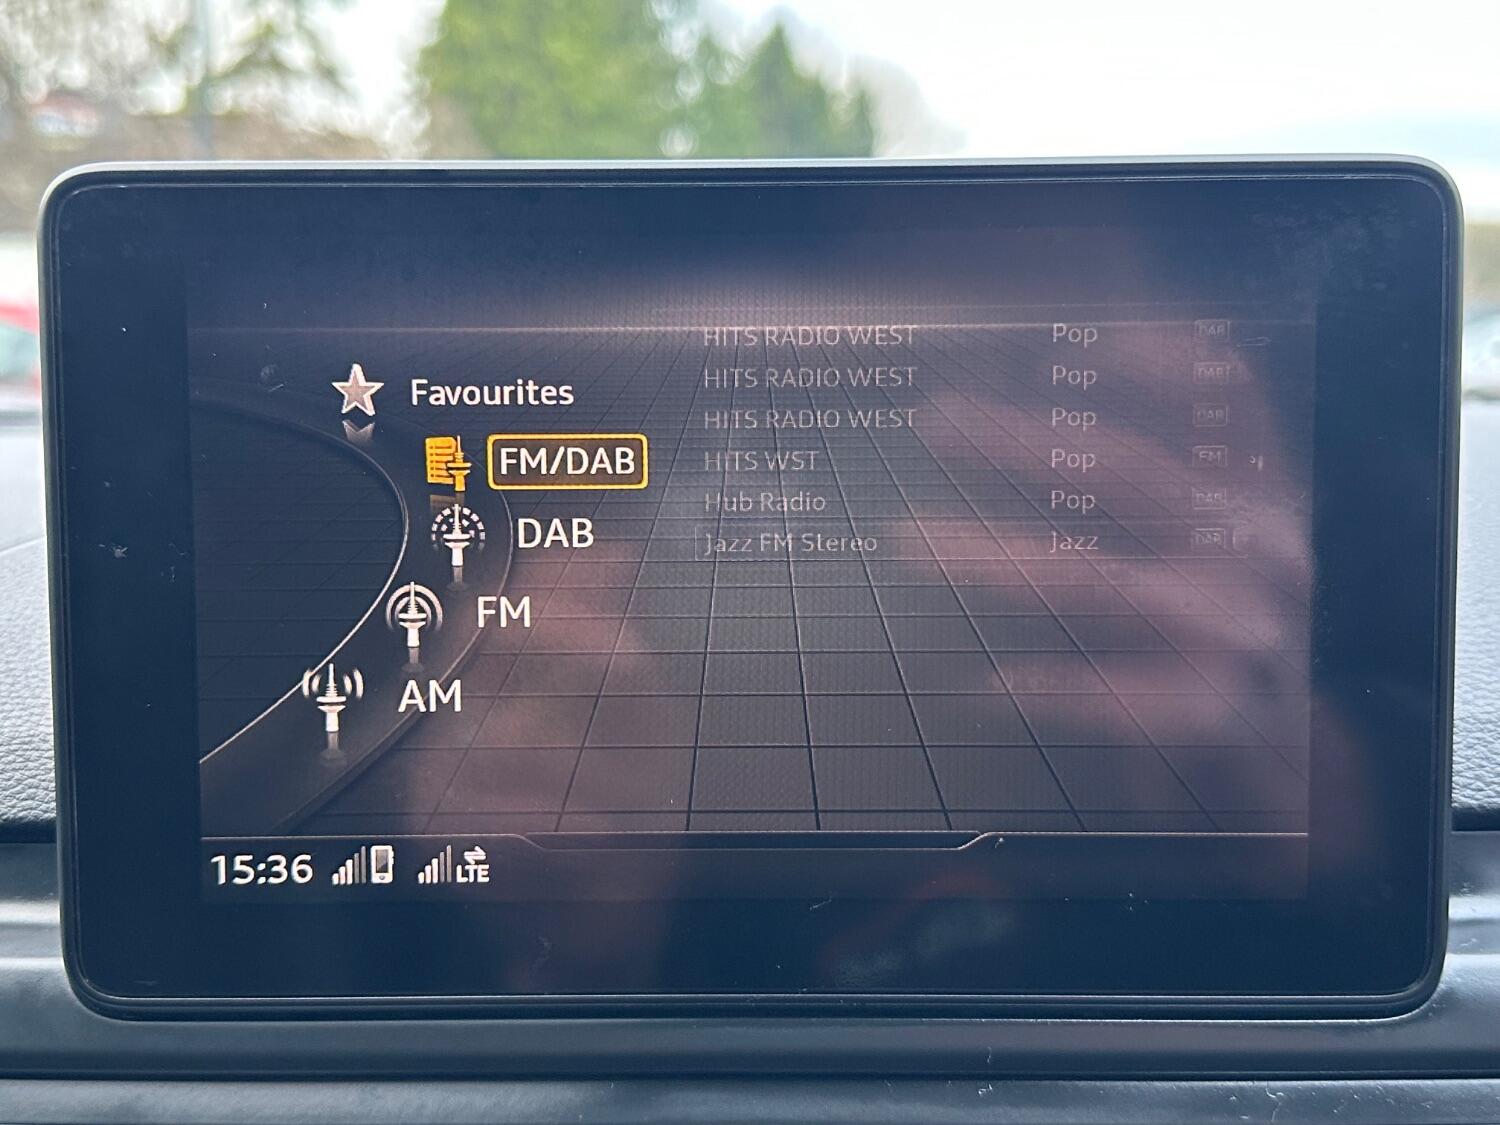 HITS RADIO WEST Pop DAB
HITS RADIO WEST Pop DAB
HITS RADIO WEST Pop DAB
HITS WST Pop FM
Hub Radio Pop DAB
Jazz FM Stereo Jazz DAB
Favourites
FM/DAB
DAB
FM
AM
15:36 LTE